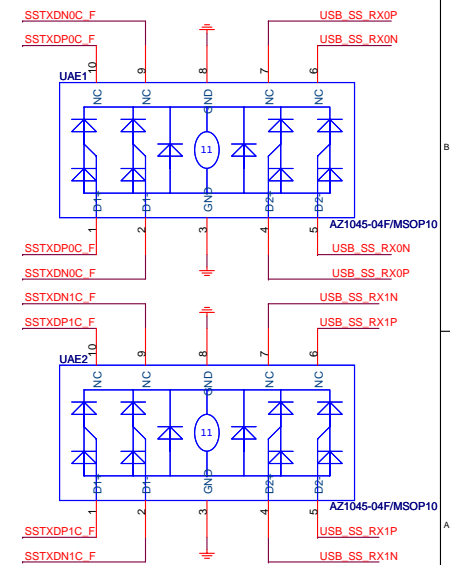 SSTXDN0C_F USB_SS_RX0P
SSTXDP0C_F USB_SS_RX0N
10 9 8 7 6
UAE1
NC NC GND NC NC
B
11
D1+ D1- GND D2+ D2-
AZ1045-04F/MSOP10
1 2 3 4 5
SSTXDP0C_F USB_SS_RX0N
SSTXDN0C_F USB_SS_RX0P
SSTXDN1C_F USB_SS_RX1N
SSTXDP1C_F USB_SS_RX1P
10 9 8 7 6
UAE2
NC NC GND NC NC
11
D1+ D1- GND D2+ D2-
AZ1045-04F/MSOP10
1 2 3 4 5
A
SSTXDP1C_F USB_SS_RX1P
SSTXDN1C_F USB_SS_RX1N